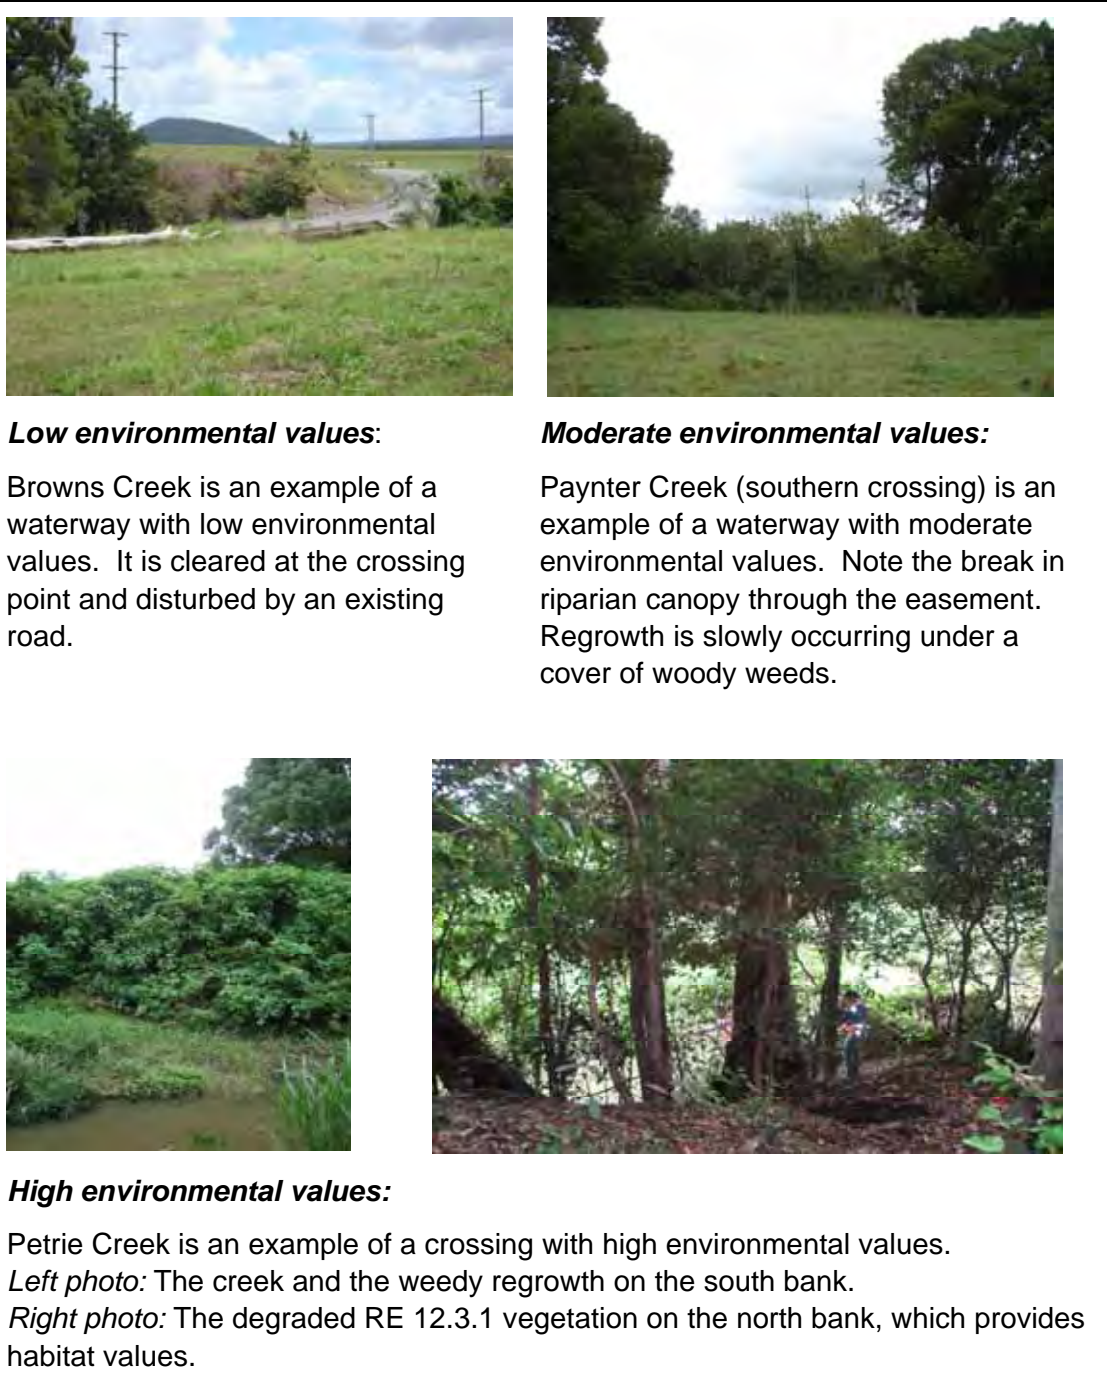 Low environmental values:
Browns Creek is an example of a
waterway with low environmental
values. It is cleared at the crossing
point and disturbed by an existing
road.
Moderate environmental values:
Paynter Creek (southern crossing) is an
example of a waterway with moderate
environmental values. Note the break in
riparian canopy through the easement.
Regrowth is slowly occurring under a
cover of woody weeds.
High environmental values:
Petrie Creek is an example of a crossing with high environmental values.
Left photo: The creek and the weedy regrowth on the south bank.
Right photo: The degraded RE 12.3.1 vegetation on the north bank, which provides
habitat values.